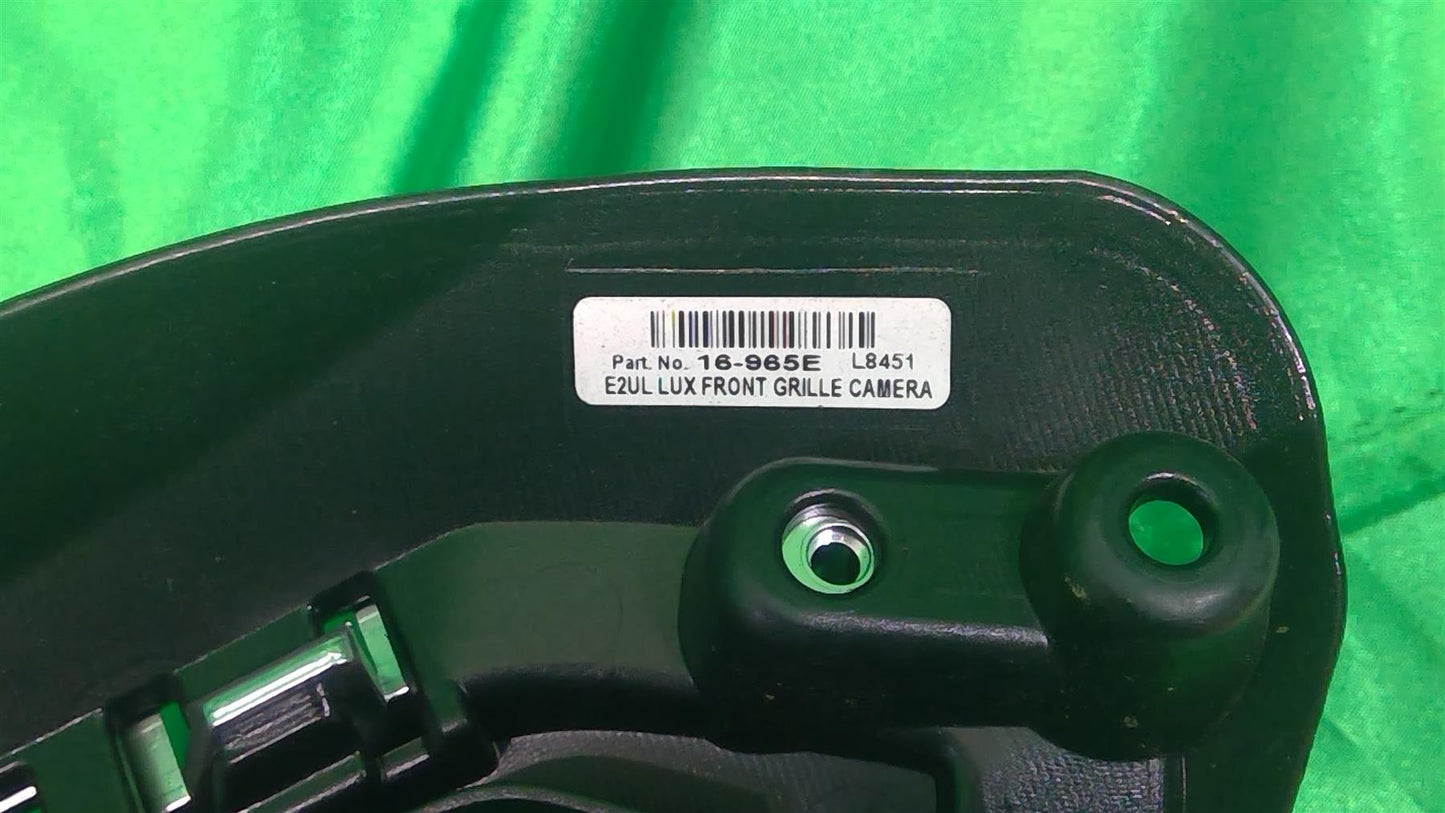 Part. No. 16-965E L8451
E2UL LUX FRONT GRILLE CAMERA